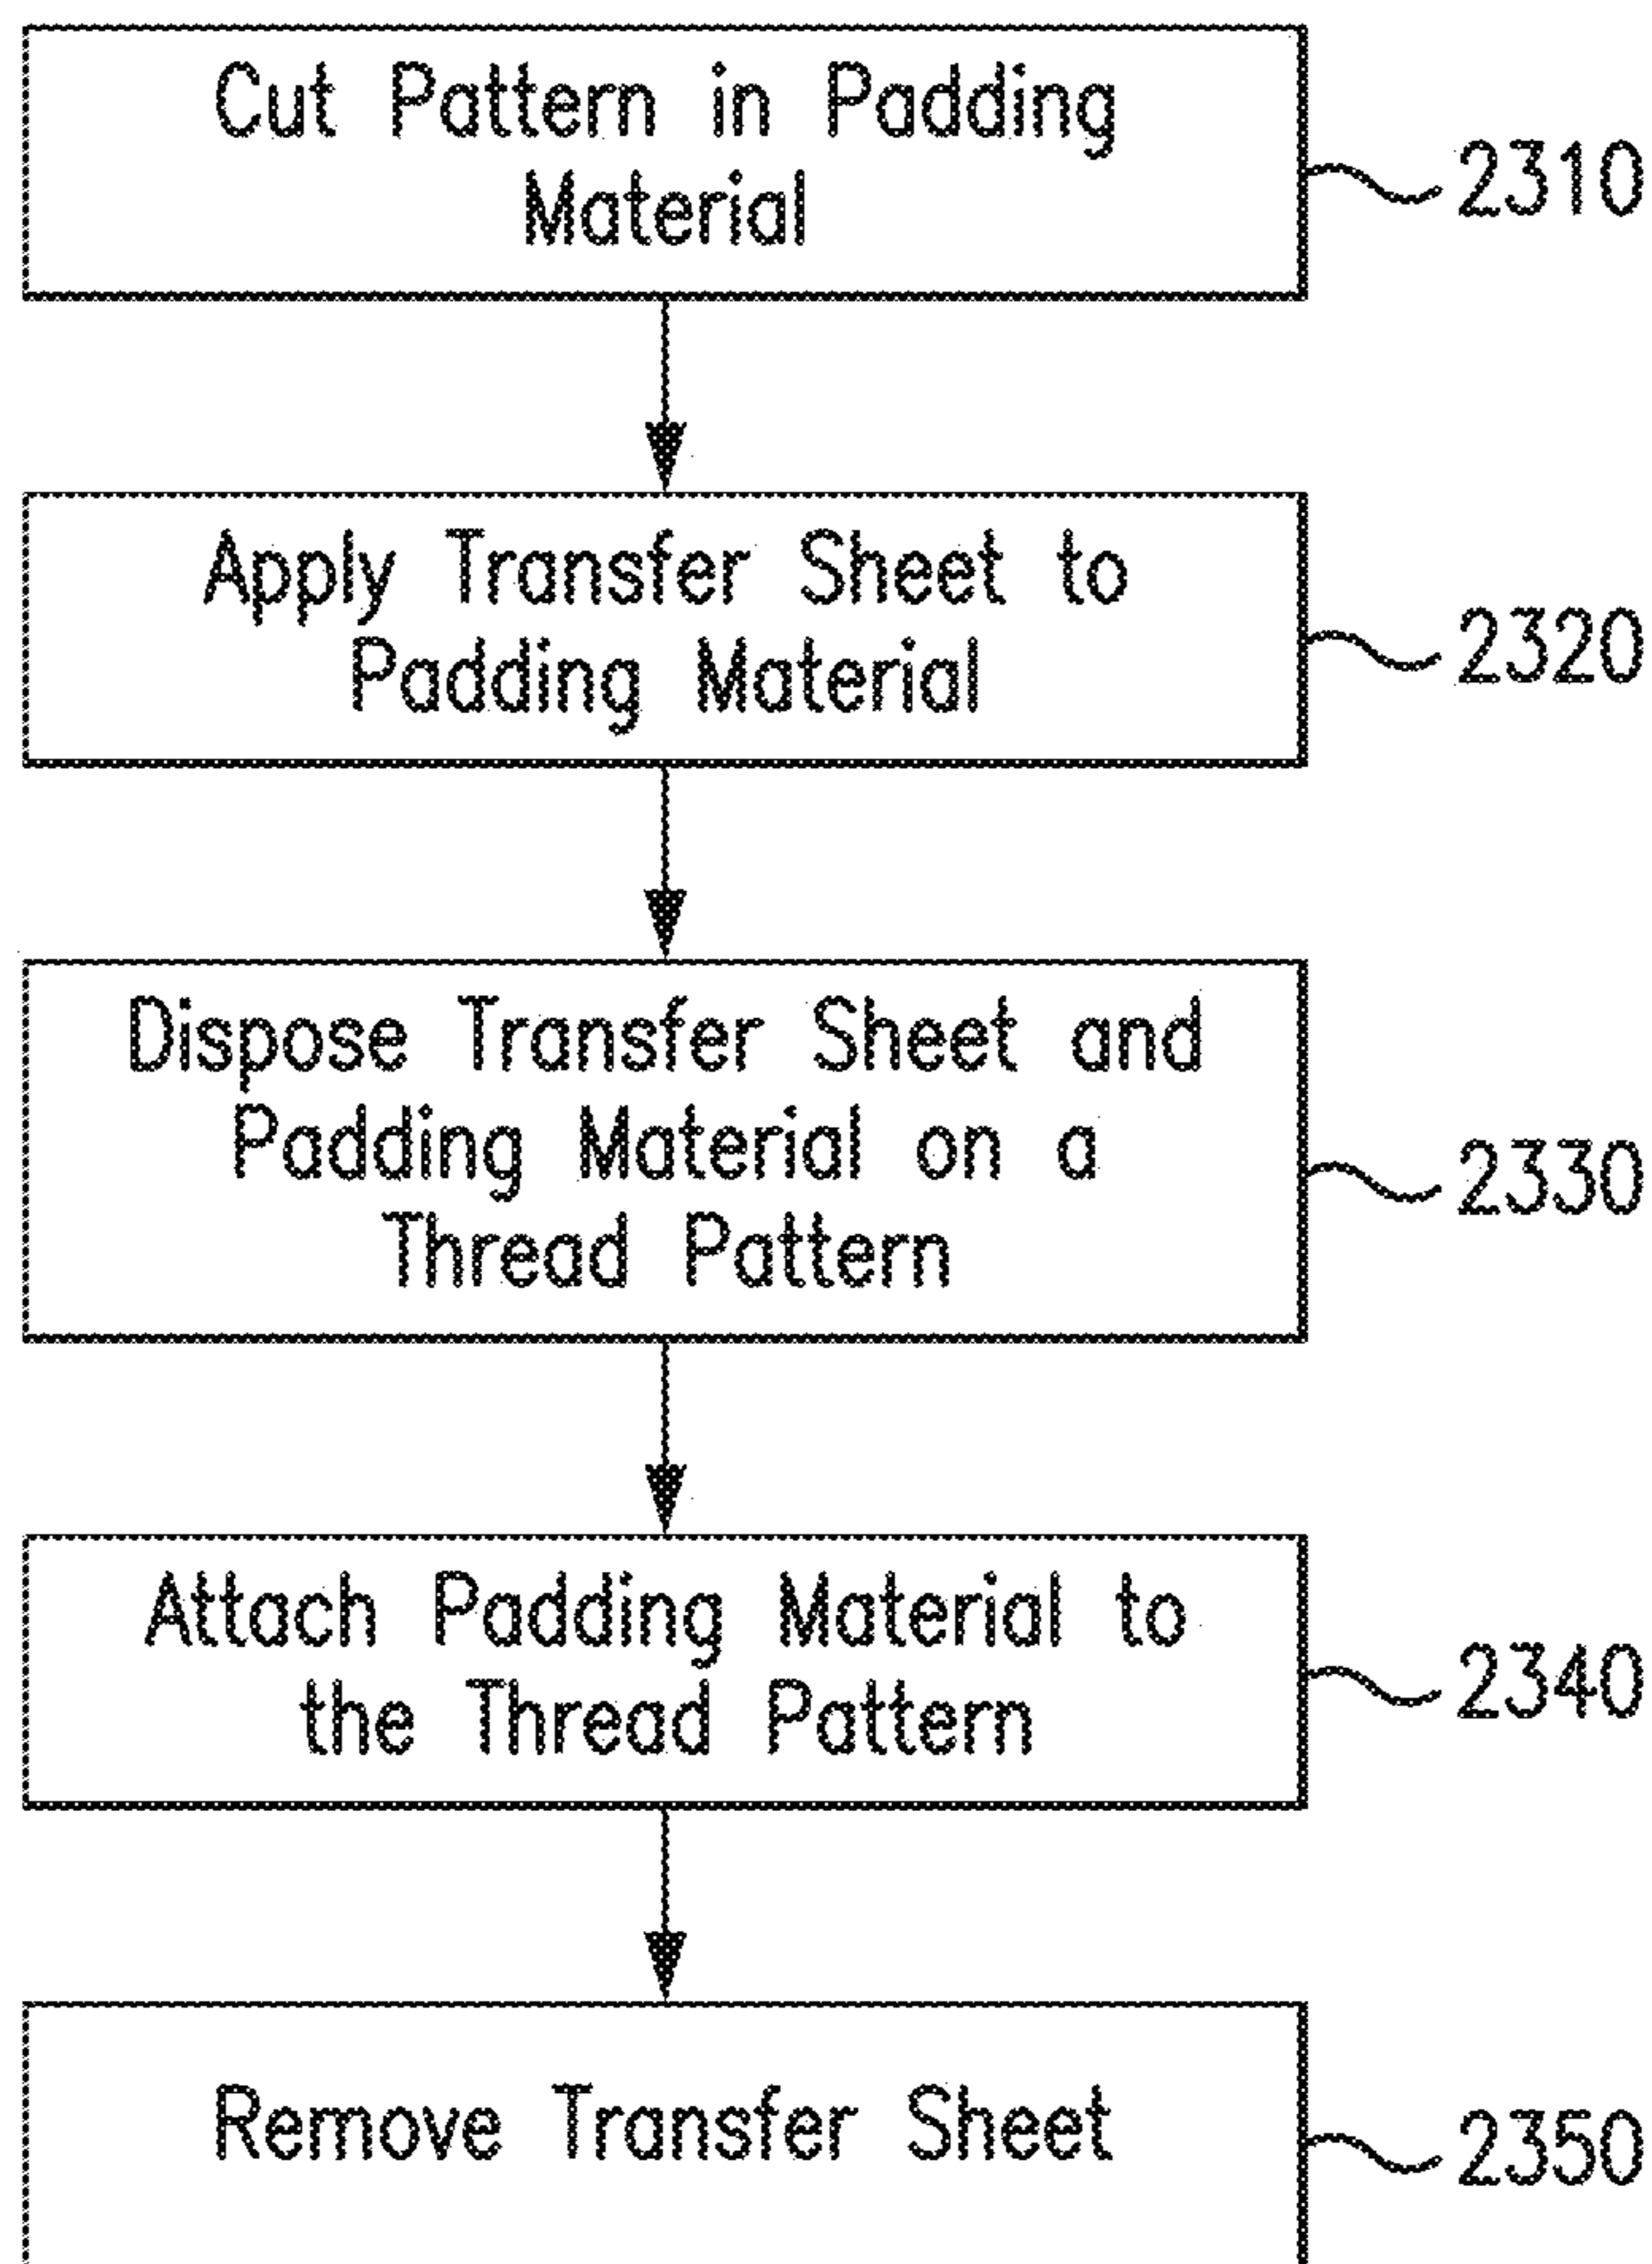 Cut Pattern in Padding
Material
2310
Apply Transfer Sheet to
Padding Material
2320
Dispose Transfer Sheet and
Padding Material on a
Thread Pattern
2330
Attach Padding Material to
the Thread Pattern
2340
Remove Transfer Sheet
2350